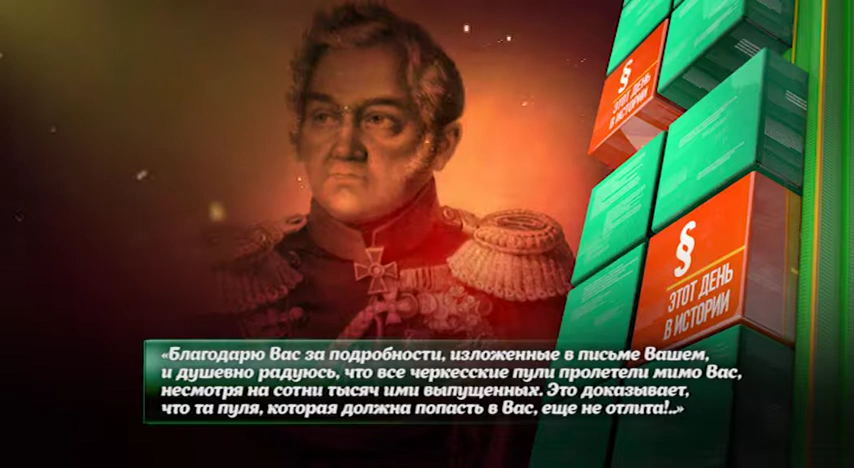 §
ЭТОТ ДЕНЬ
В ИСТОРИИ
§
ЭТОТ ДЕНЬ
В ИСТОРИИ
«Благодарю Вас за подробности, изложенные в письме Вашем,
и душевно радуюсь, что все черкесские пули пролетели мимо Вас,
несмотря на сотни тысяч ими выпущенных. Это доказывает,
что та пуля, которая должна попасть в Вас, еще не отлита!..»